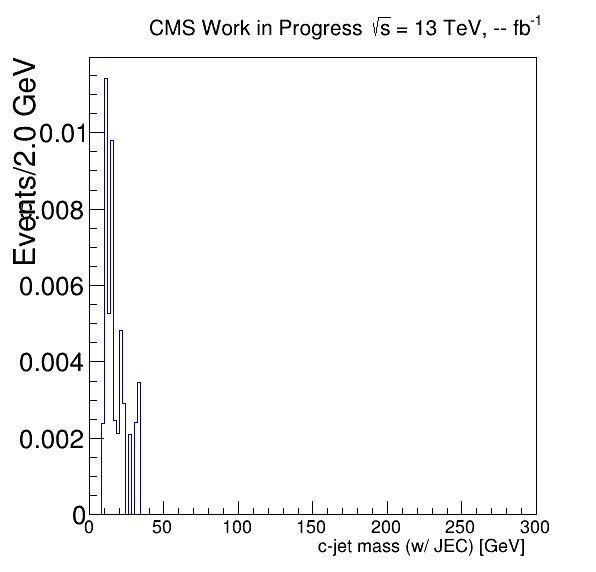 CMS Work in Progress √s = 13 TeV, -- fb⁻¹
Events/2.0 GeV
0.01
0.008
0.006
0.004
0.002
0
0 50 100 150 200 250 300
c-jet mass (w/ JEC) [GeV]